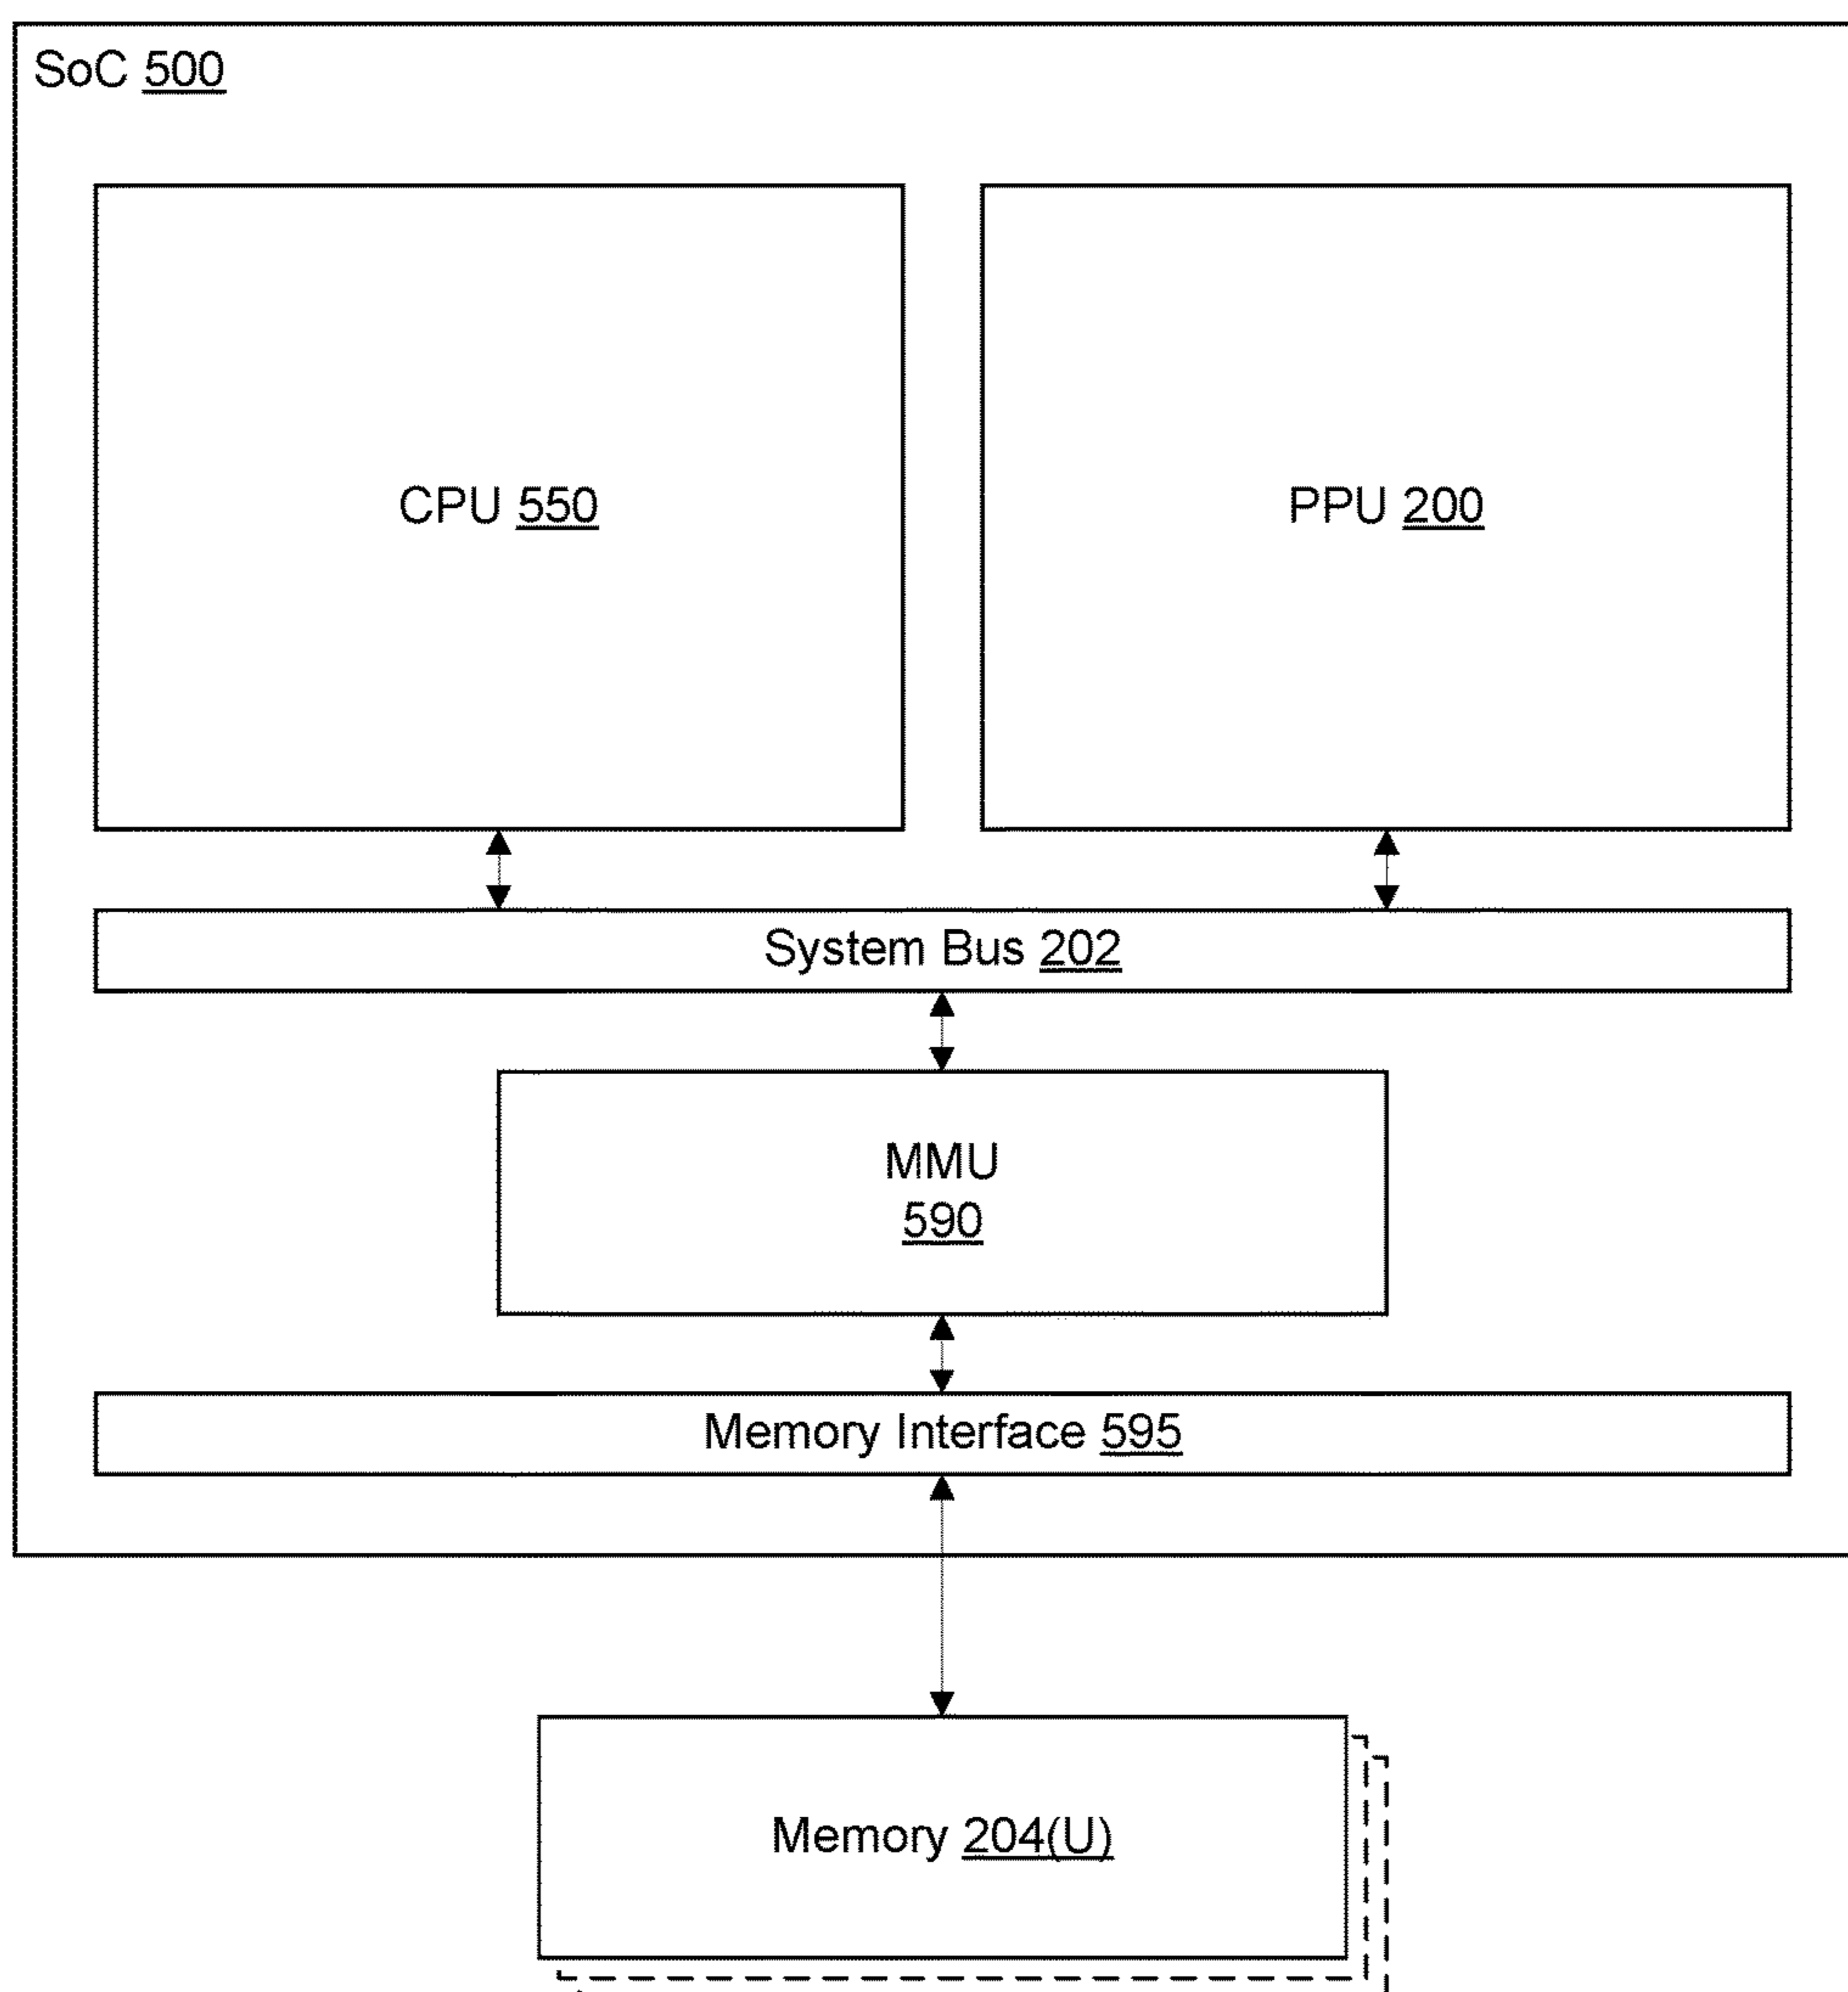 SoC 500
CPU 550
PPU 200
System Bus 202
MMU
590
Memory Interface 595
Memory 204(U)